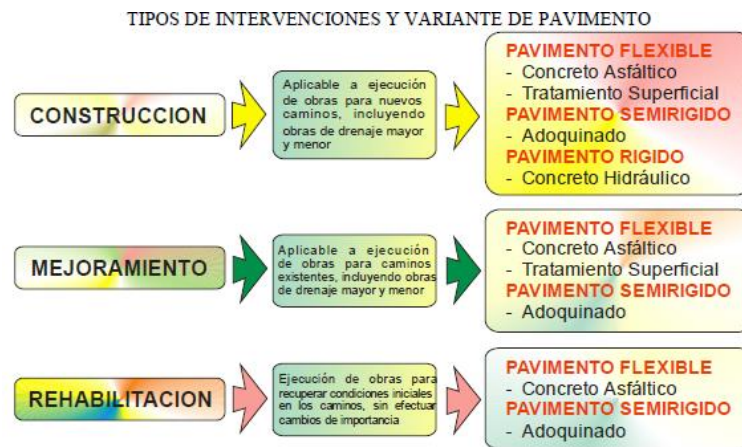 TIPOS DE INTERVENCIONES Y VARIANTE DE PAVIMENTO
CONSTRUCCION
Aplicable a ejecución
de obras para nuevos
caminos, incluyendo
obras de drenaje mayor
y menor
PAVIMENTO FLEXIBLE
- Concreto Asfáltico
- Tratamiento Superficial
PAVIMENTO SEMIRIGIDO
- Adoquinado
PAVIMENTO RIGIDO
- Concreto Hidráulico
MEJORAMIENTO
Aplicable a ejecución
de obras para caminos
existentes, incluyendo obras
de drenaje mayor y menor
PAVIMENTO FLEXIBLE
- Concreto Asfáltico
- Tratamiento Superficial
PAVIMENTO SEMIRIGIDO
- Adoquinado
REHABILITACION
Ejecución de obras para
recuperar condiciones iniciales
en los caminos, sin efectuar
cambios de importancia
PAVIMENTO FLEXIBLE
- Concreto Asfáltico
PAVIMENTO SEMIRIGIDO
- Adoquinado